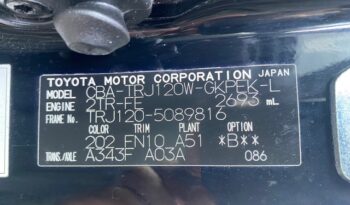 TOYOTA MOTOR CORPORATION JAPAN
MODEL CBA-TRJ120W-GKPEK-L
ENGINE 2TR-FE 2693 mL
FRAME No. TRJ120-5089816
COLOR TRIM PLANT OPTION
202 FN10 A51 *B**
TRANS./AXLE A343F A03A 086